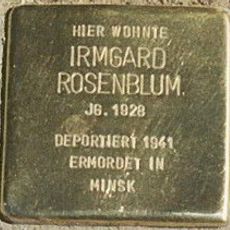 HIER WOHNTE
IRMGARD
ROSENBLUM
JG. 1928
DEPORTIERT 1941
ERMORDET IN
MINSK